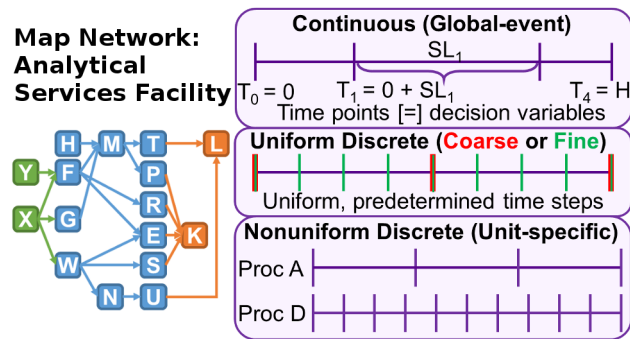 Map Network:
Analytical
Services Facility
H M T L
Y F P
R
X G E K
W S
N U
Continuous (Global-event)
SL₁
T₀ = 0 T₁ = 0 + SL₁ T₄ = H
Time points [=] decision variables
Uniform Discrete (Coarse or Fine)
Uniform, predetermined time steps
Nonuniform Discrete (Unit-specific)
Proc A
Proc D